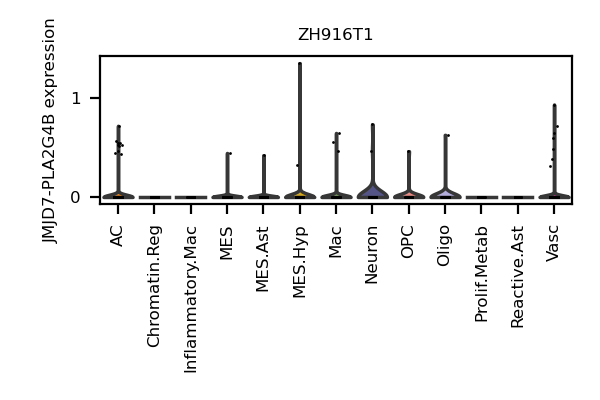 ZH916T1
JMJD7-PLA2G4B expression
1
0
AC
Chromatin.Reg
Inflammatory.Mac
MES
MES.Ast
MES.Hyp
Mac
Neuron
OPC
Oligo
Prolif.Metab
Reactive.Ast
Vasc